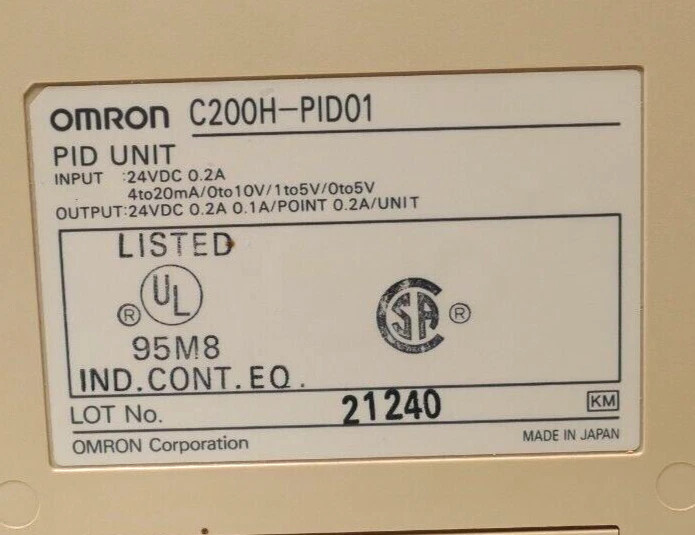 OMRON C200H-PID01
PID UNIT
INPUT :24VDC 0.2A
4to20mA/0to10V/1to5V/0to5V
OUTPUT:24VDC 0.2A 0.1A/POINT 0.2A/UNIT
LISTED
UL
®
SA ®
95M8
IND.CONT.EQ.
LOT No. 21240 KM
OMRON Corporation MADE IN JAPAN